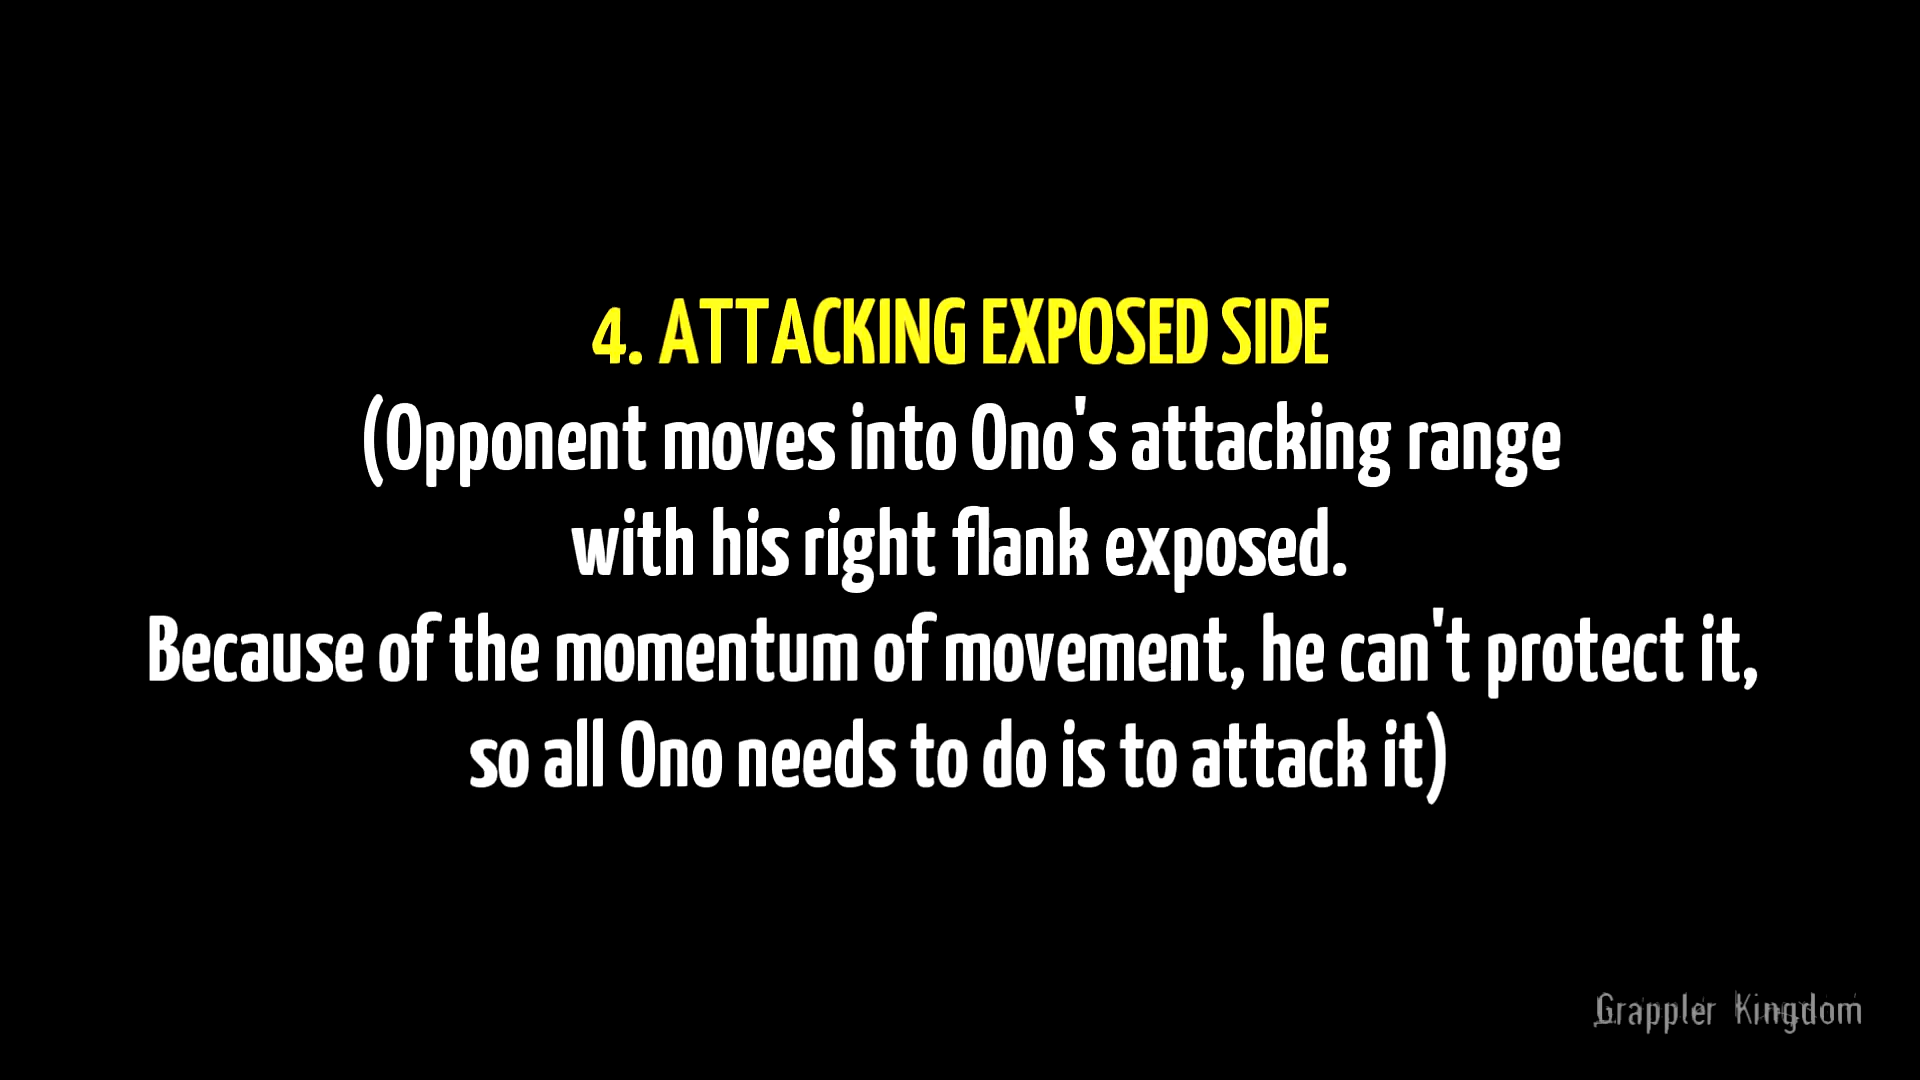 4. ATTACKING EXPOSED SIDE
(Opponent moves into Ono's attacking range
with his right flank exposed.
Because of the momentum of movement, he can't protect it,
so all Ono needs to do is to attack it)
Grappler Kingdom